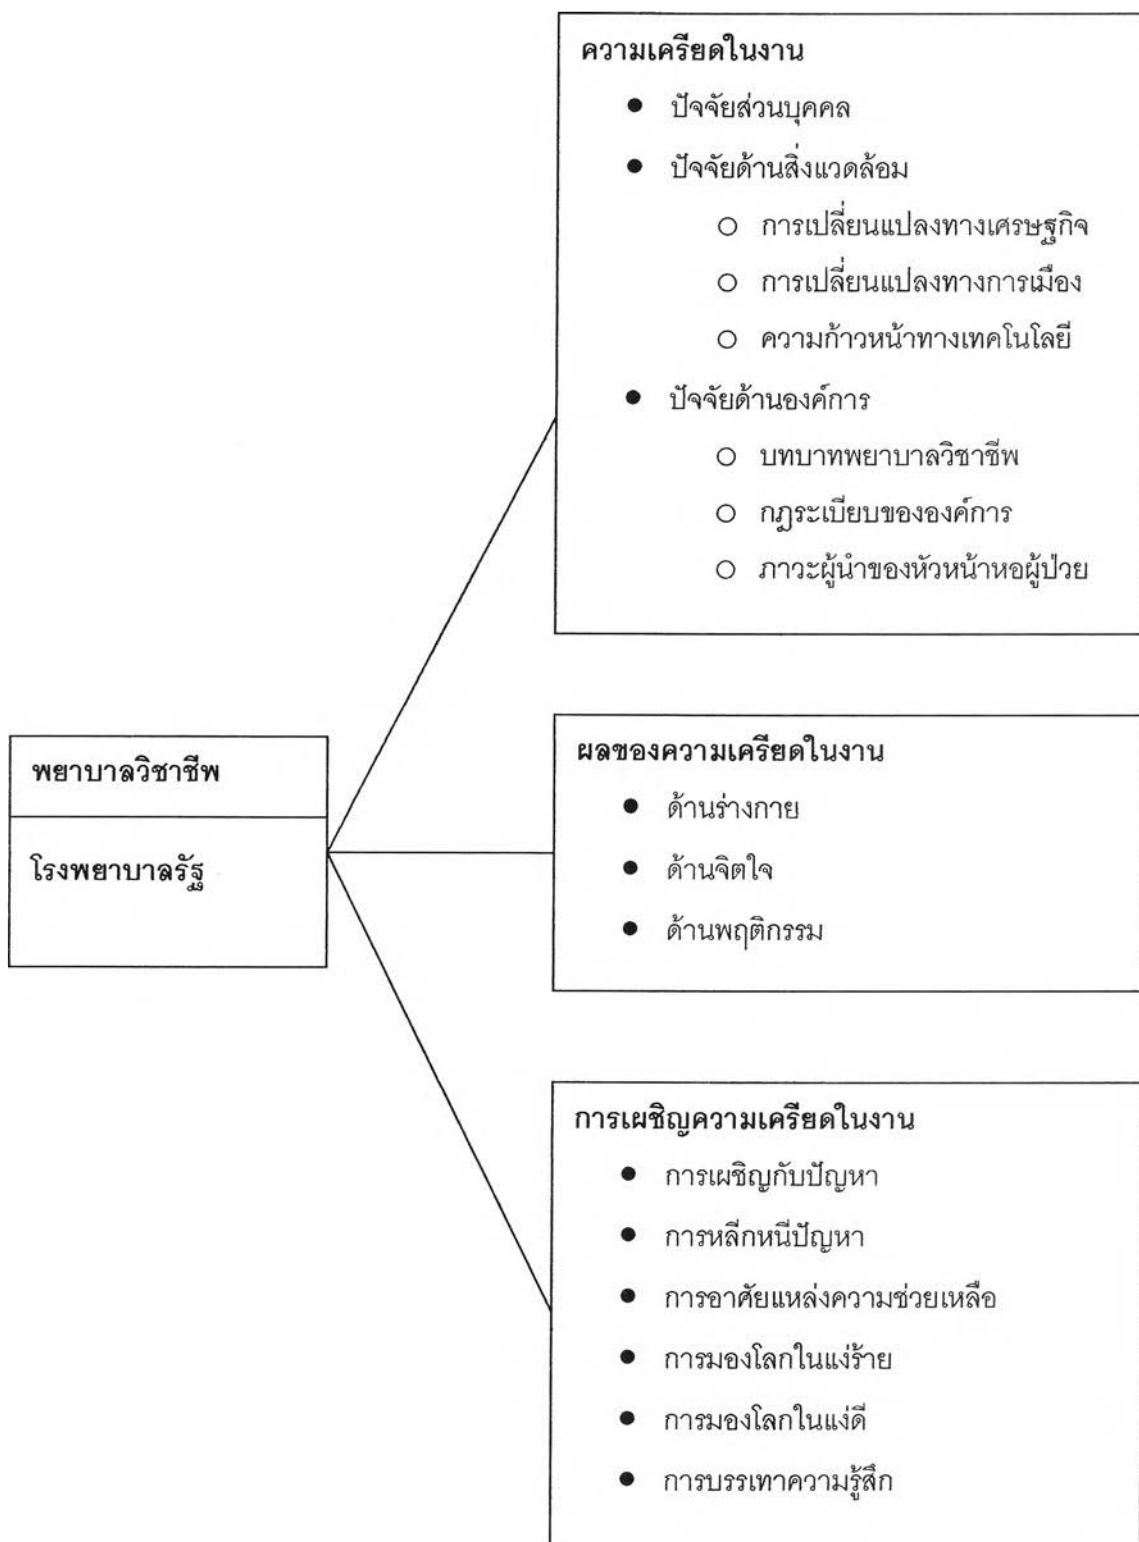 ความเครียดในงาน
● ปัจจัยส่วนบุคคล
● ปัจจัยด้านสิ่งแวดล้อม
○ การเปลี่ยนแปลงทางเศรษฐกิจ
○ การเปลี่ยนแปลงทางการเมือง
○ ความก้าวหน้าทางเทคโนโลยี
● ปัจจัยด้านองค์การ
○ บทบาทพยาบาลวิชาชีพ
○ กฎระเบียบขององค์การ
○ ภาวะผู้นำของหัวหน้าหอผู้ป่วย
พยาบาลวิชาชีพ
โรงพยาบาลรัฐ
ผลของความเครียดในงาน
● ด้านร่างกาย
● ด้านจิตใจ
● ด้านพฤติกรรม
การเผชิญความเครียดในงาน
● การเผชิญกับปัญหา
● การหลีกหนีปัญหา
● การอาศัยแหล่งความช่วยเหลือ
● การมองโลกในแง่ร้าย
● การมองโลกในแง่ดี
● การบรรเทาความรู้สึก